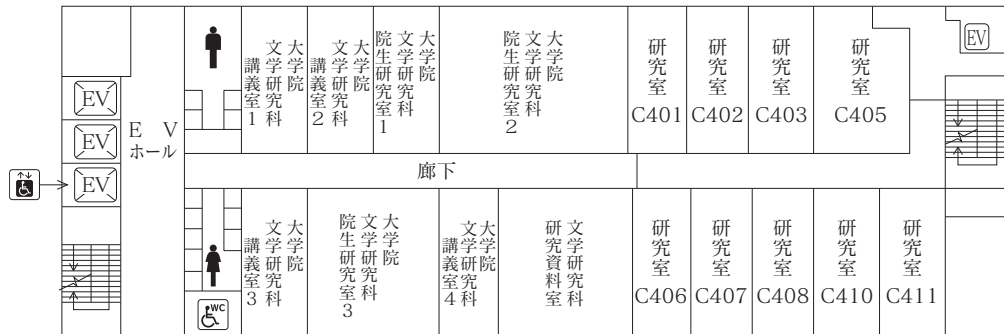 大学院
文学研究科
講義室1
大学院
文学研究科
講義室2
大学院
文学研究科
院生研究室1
大学院
文学研究科
院生研究室2
研究室
C401
研究室
C402
研究室
C403
研究室
C405
EV
EV
EV
EV
EV
ホール
廊下
大学院
文学研究科
講義室3
大学院
文学研究科
院生研究室3
大学院
文学研究科
講義室4
文学研究科
研究資料室
研究室
C406
研究室
C407
研究室
C408
研究室
C410
研究室
C411
WC